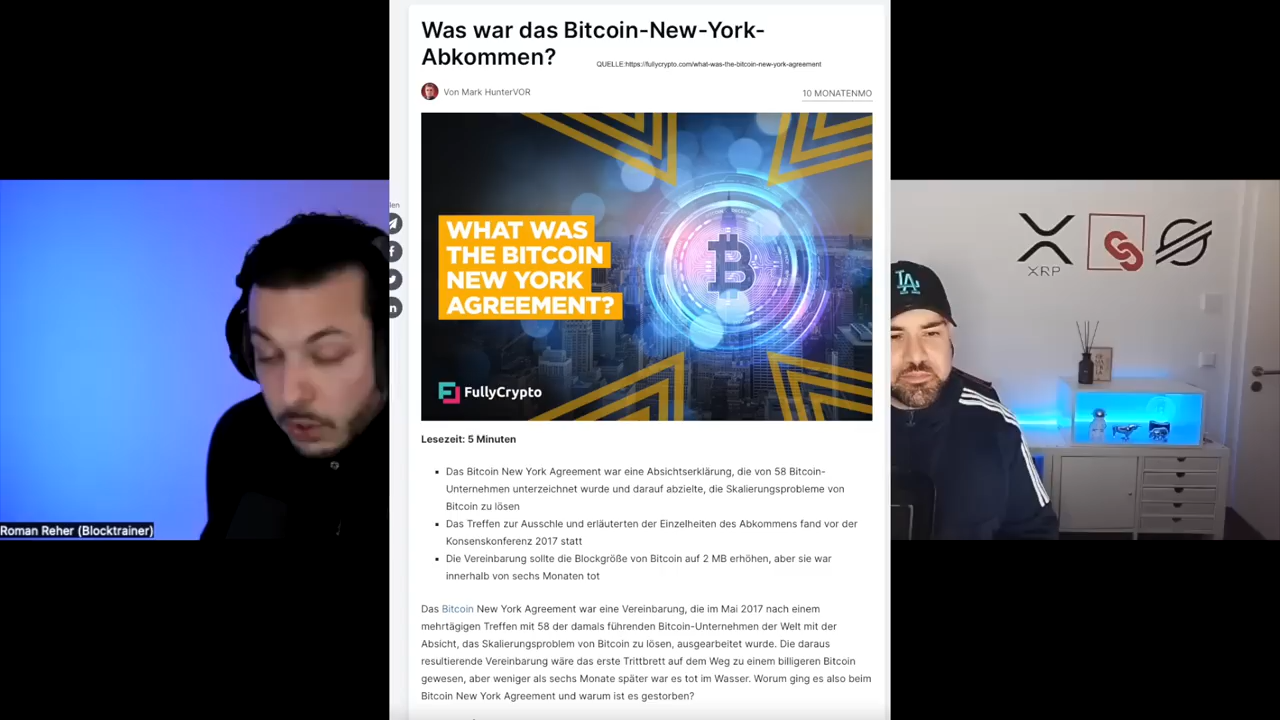 Was war das Bitcoin-New-York-
Abkommen?
QUELLE:https://fullycrypto.com/what-was-the-bitcoin-new-york-agreement
Von Mark HunterVOR
10 MONATENMO
len
WHAT WAS
THE BITCOIN
NEW YORK
AGREEMENT?
FullyCrypto
Lesezeit: 5 Minuten
Das Bitcoin New York Agreement war eine Absichtserklärung, die von 58 Bitcoin-
Unternehmen unterzeichnet wurde und darauf abzielte, die Skalierungsprobleme von
Bitcoin zu lösen
Das Treffen zur Ausschle und erläuterten der Einzelheiten des Abkommens fand vor der
Konsenskonferenz 2017 statt
Die Vereinbarung sollte die Blockgröße von Bitcoin auf 2 MB erhöhen, aber sie war
innerhalb von sechs Monaten tot
Das Bitcoin New York Agreement war eine Vereinbarung, die im Mai 2017 nach einem
mehrtägigen Treffen mit 58 der damals führenden Bitcoin-Unternehmen der Welt mit der
Absicht, das Skalierungsproblem von Bitcoin zu lösen, ausgearbeitet wurde. Die daraus
resultierende Vereinbarung wäre das erste Trittbrett auf dem Weg zu einem billigeren Bitcoin
gewesen, aber weniger als sechs Monate später war es tot im Wasser. Worum ging es also beim
Bitcoin New York Agreement und warum ist es gestorben?
Roman Reher (Blocktrainer)
XRP
LA